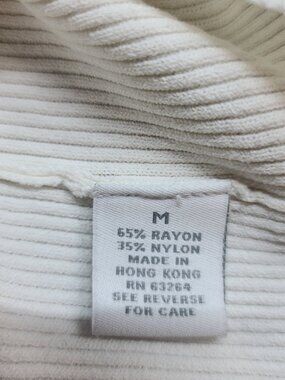 M
65% RAYON
35% NYLON
MADE IN
HONG KONG
RN 63264
SEE REVERSE
FOR CARE